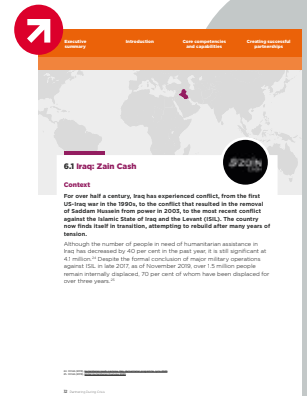 Executive
summary
Introduction
Core competencies
and capabilities
Creating successful
partnerships
ZAIN
CASH
6.1 Iraq: Zain Cash
Context
For over half a century, Iraq has experienced conflict, from the first
US-Iraq war in the 1990s, to the conflict that resulted in the removal
of Saddam Hussein from power in 2003, to the most recent conflict
against the Islamic State of Iraq and the Levant (ISIL). The country
now finds itself in transition, attempting to rebuild after many years of
tension.
Although the number of people in need of humanitarian assistance in
Iraq has decreased by 40 per cent in the past year, it is still significant at
4.1 million. Despite the formal conclusion of major military operations
against ISIL in late 2017, as of November 2019, over 1.5 million people
remain internally displaced, 70 per cent of whom have been displaced for
over three years.